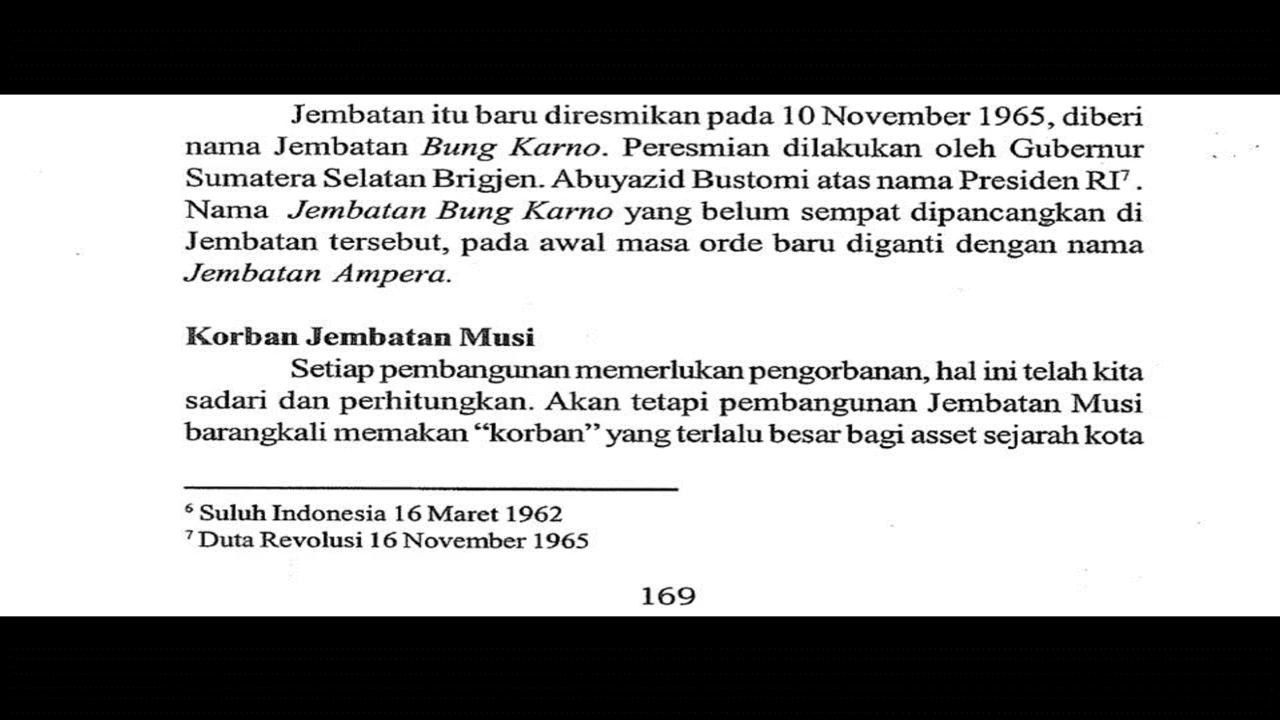 Jembatan itu baru diresmikan pada 10 November 1965, diberi
nama Jembatan Bung Karno. Peresmian dilakukan oleh Gubernur
Sumatera Selatan Brigjen. Abuyazid Bustomi atas nama Presiden RI⁷.
Nama Jembatan Bung Karno yang belum sempat dipancangkan di
Jembatan tersebut, pada awal masa orde baru diganti dengan nama
Jembatan Ampera.
Korban Jembatan Musi
Setiap pembangunan memerlukan pengorbanan, hal ini telah kita
sadari dan perhitungkan. Akan tetapi pembangunan Jembatan Musi
barangkali memakan “korban” yang terlalu besar bagi asset sejarah kota
⁶ Suluh Indonesia 16 Maret 1962
⁷ Duta Revolusi 16 November 1965
169